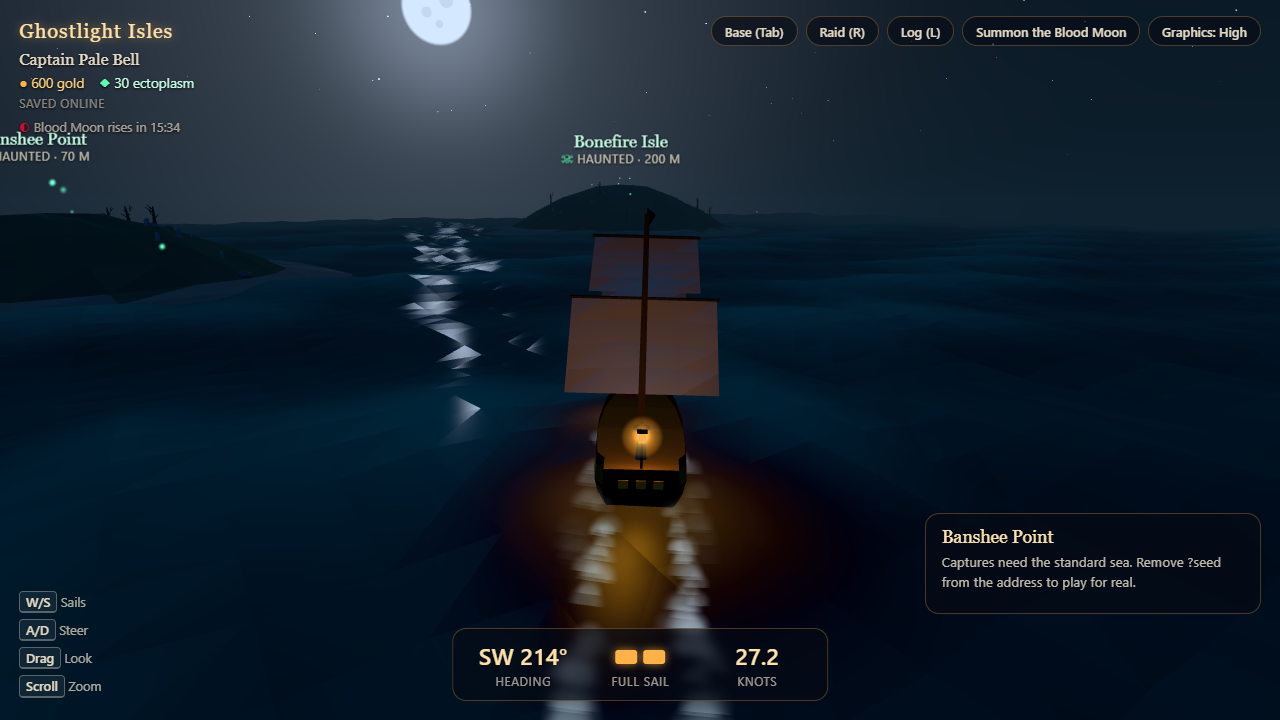 Ghostlight Isles
Captain Pale Bell
600 gold
30 ectoplasm
SAVED ONLINE
Blood Moon rises in 15:34
Base (Tab)
Raid (R)
Log (L)
Summon the Blood Moon
Graphics: High
nshee Point
AUNTED · 70 M
Bonefire Isle
HAUNTED · 200 M
Banshee Point
Captures need the standard sea. Remove ?seed
from the address to play for real.
W/S Sails
A/D Steer
Drag Look
Scroll Zoom
SW 214°
HEADING
FULL SAIL
27.2
KNOTS